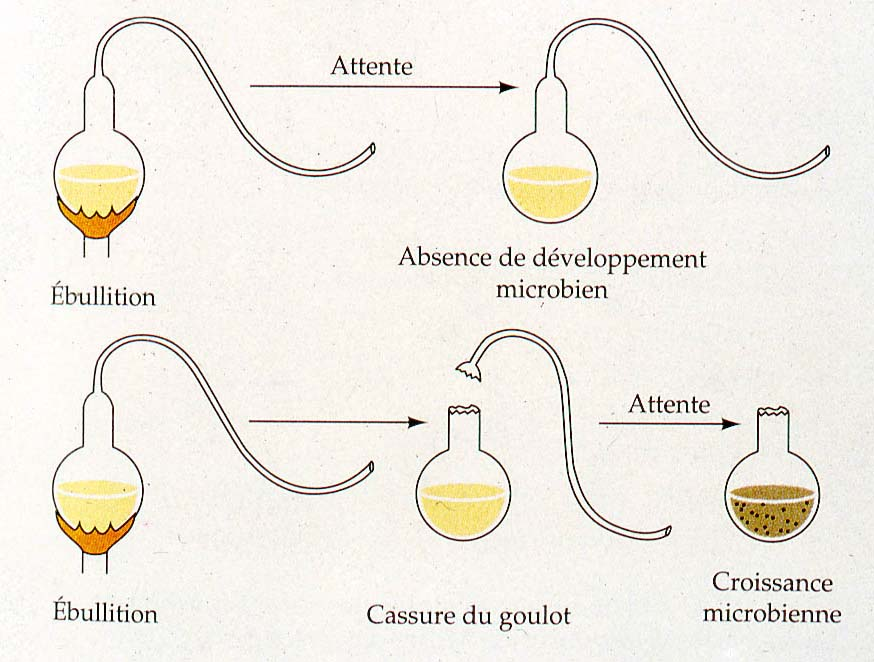 Attente
Absence de développement
microbien
Ébullition
Attente
Ébullition
Cassure du goulot
Croissance
microbienne